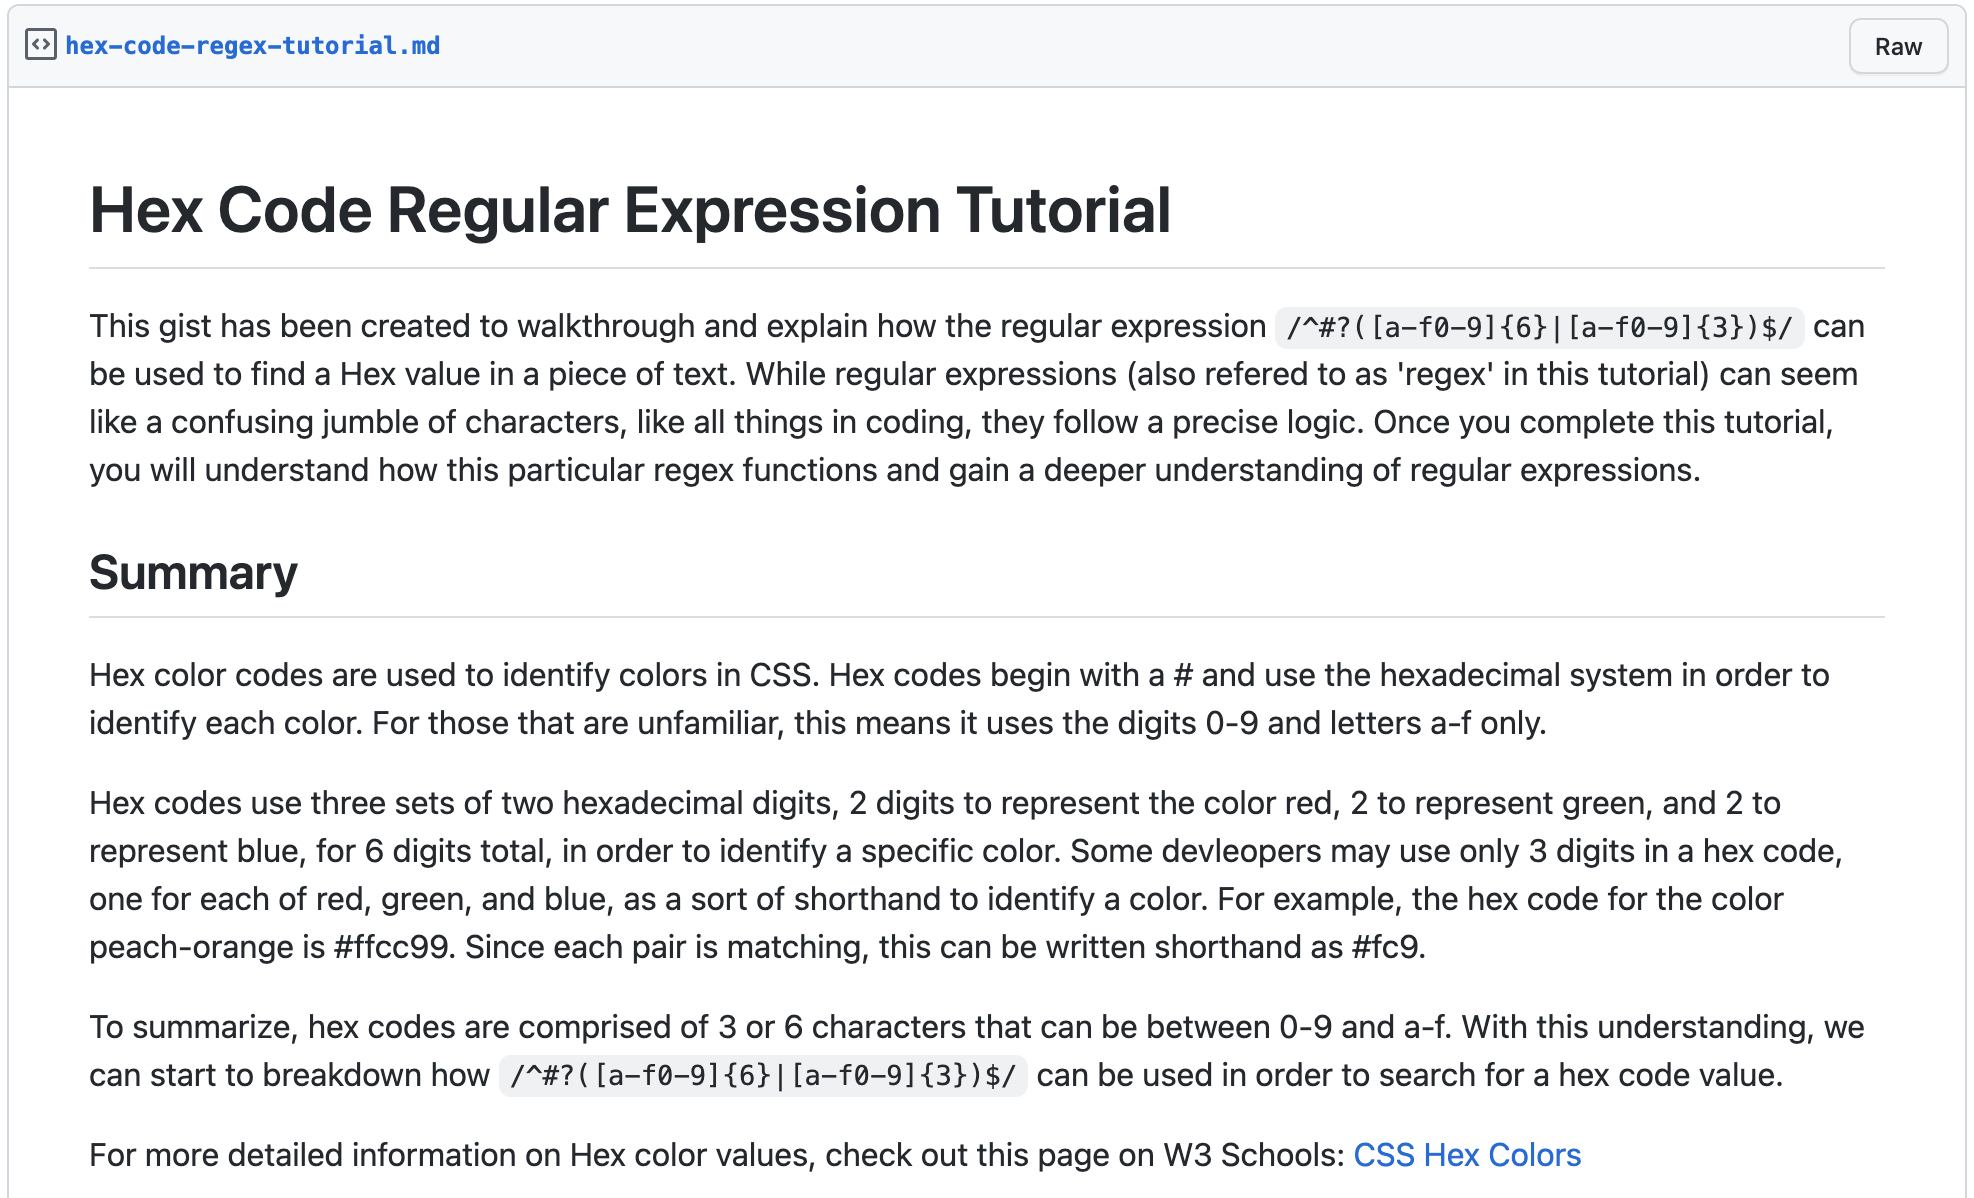 hex-code-regex-tutorial.md
Raw
Hex Code Regular Expression Tutorial
This gist has been created to walkthrough and explain how the regular expression /^#?([a-f0-9]{6}|[a-f0-9]{3})$/ can
be used to find a Hex value in a piece of text. While regular expressions (also refered to as 'regex' in this tutorial) can seem
like a confusing jumble of characters, like all things in coding, they follow a precise logic. Once you complete this tutorial,
you will understand how this particular regex functions and gain a deeper understanding of regular expressions.
Summary
Hex color codes are used to identify colors in CSS. Hex codes begin with a # and use the hexadecimal system in order to
identify each color. For those that are unfamiliar, this means it uses the digits 0-9 and letters a-f only.
Hex codes use three sets of two hexadecimal digits, 2 digits to represent the color red, 2 to represent green, and 2 to
represent blue, for 6 digits total, in order to identify a specific color. Some devleopers may use only 3 digits in a hex code,
one for each of red, green, and blue, as a sort of shorthand to identify a color. For example, the hex code for the color
peach-orange is #ffcc99. Since each pair is matching, this can be written shorthand as #fc9.
To summarize, hex codes are comprised of 3 or 6 characters that can be between 0-9 and a-f. With this understanding, we
can start to breakdown how /^#?([a-f0-9]{6}|[a-f0-9]{3})$/ can be used in order to search for a hex code value.
For more detailed information on Hex color values, check out this page on W3 Schools: CSS Hex Colors